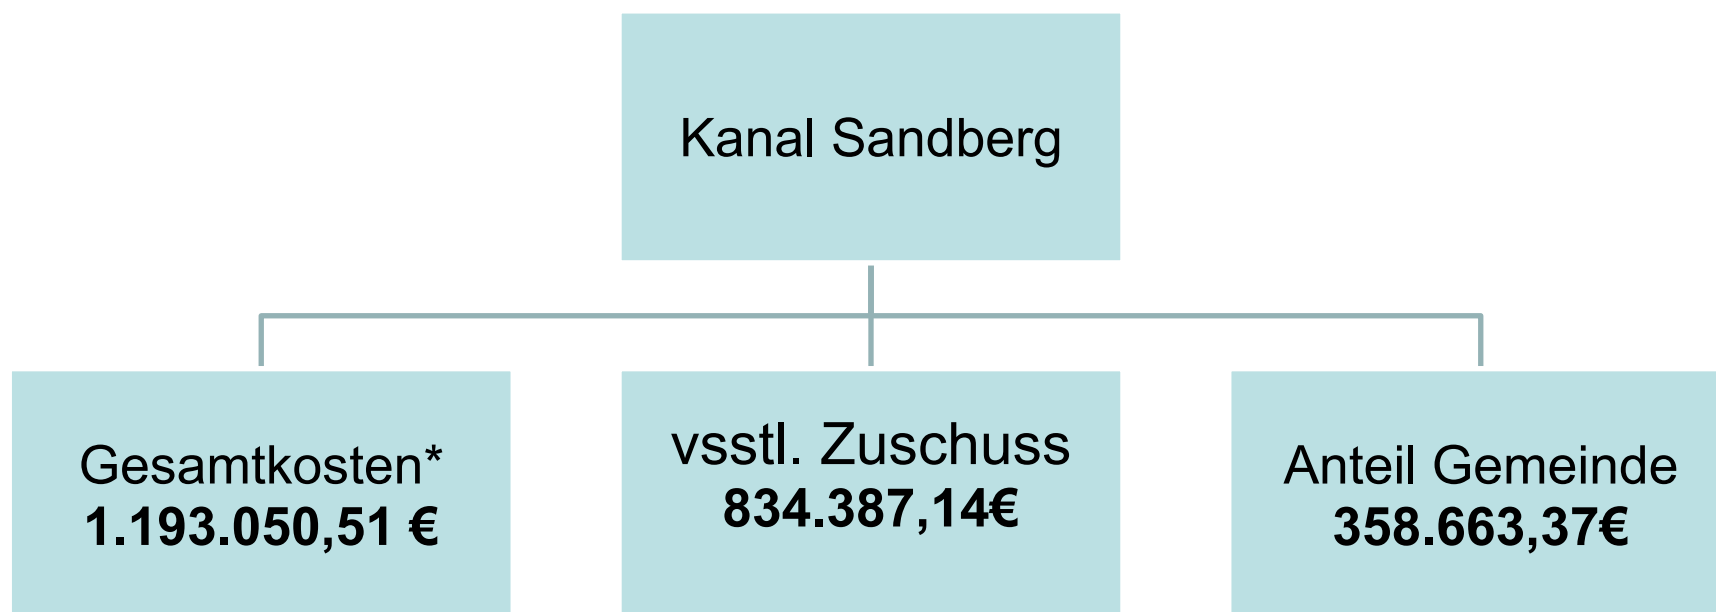 Kanal Sandberg
Gesamtkosten*
1.193.050,51 €
vsstl. Zuschuss
834.387,14€
Anteil Gemeinde
358.663,37€